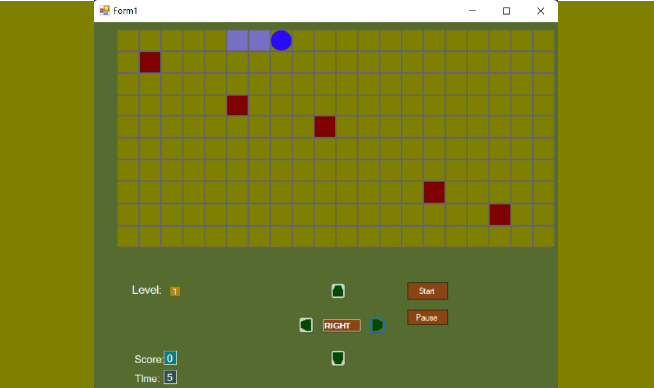 Form1
Level: 1
Start
Pause
RIGHT
Score: 0
TIme: 5